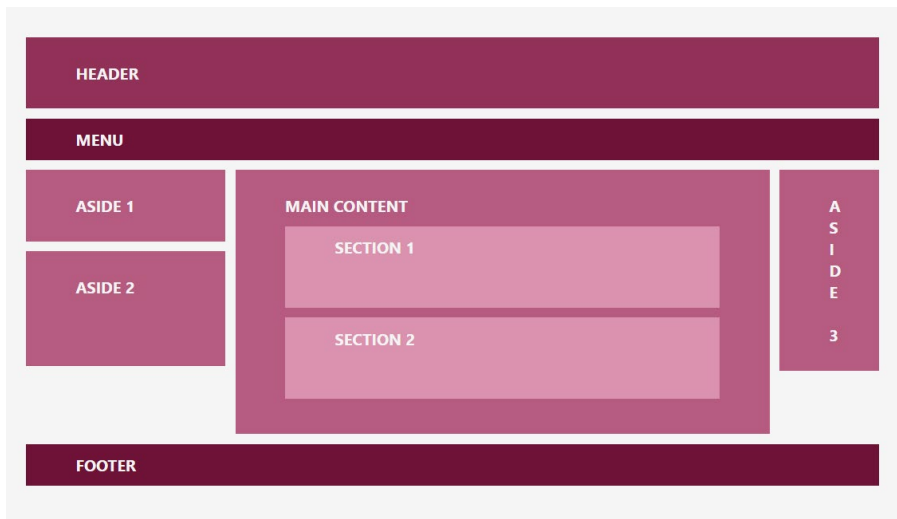 HEADER
MENU
ASIDE 1
ASIDE 2
MAIN CONTENT
SECTION 1
SECTION 2
A
S
I
D
E
3
FOOTER